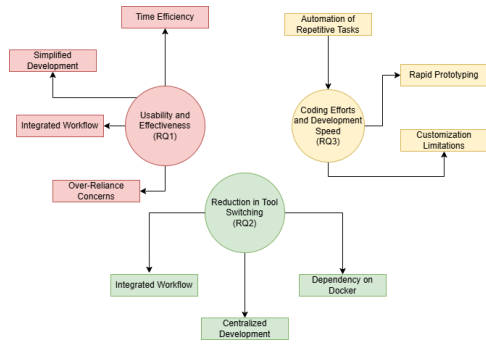 Time Efficiency
Simplified
Development
Integrated Workflow
Over-Reliance
Concerns
Usability and
Effectiveness
(RQ1)
Automation of
Repetitive Tasks
Coding Efforts
and Development
Speed
(RQ3)
Rapid Prototyping
Customization
Limitations
Reduction in Tool
Switching
(RQ2)
Integrated Workflow
Centralized
Development
Dependency on
Docker